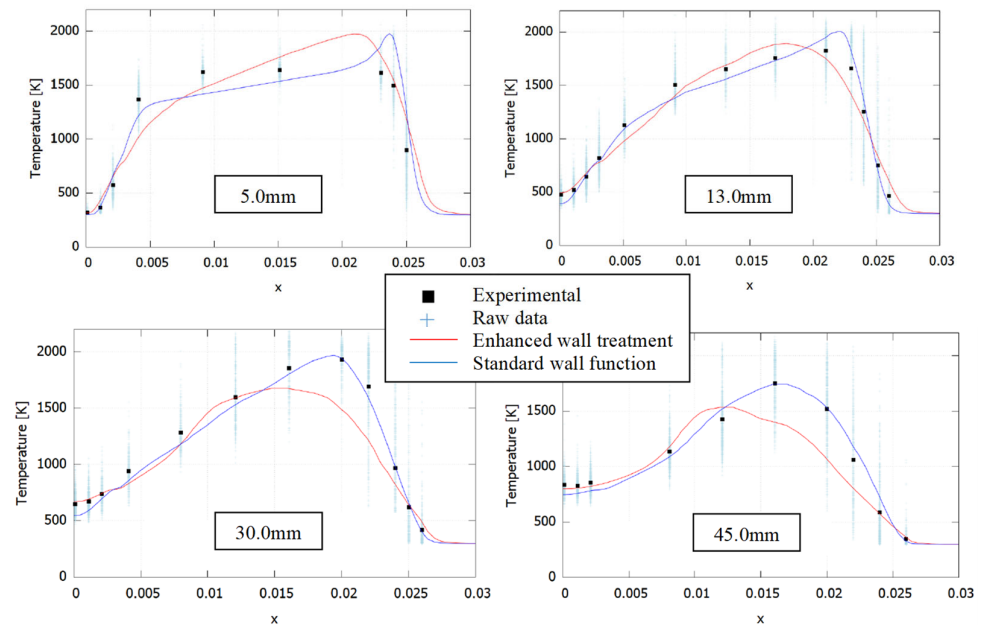 2000
1500
1000
500
0
Temperature [K]
5.0mm
0 0.005 0.01 0.015 0.02 0.025 0.03
x
2000
1500
1000
500
0
Temperature [K]
13.0mm
0 0.005 0.01 0.015 0.02 0.025 0.03
x
Experimental
Raw data
Enhanced wall treatment
Standard wall function
2000
1500
1000
500
0
Temperature [K]
30.0mm
0 0.005 0.01 0.015 0.02 0.025 0.03
x
1500
1000
500
0
Temperature [K]
45.0mm
0 0.005 0.01 0.015 0.02 0.025 0.03
x